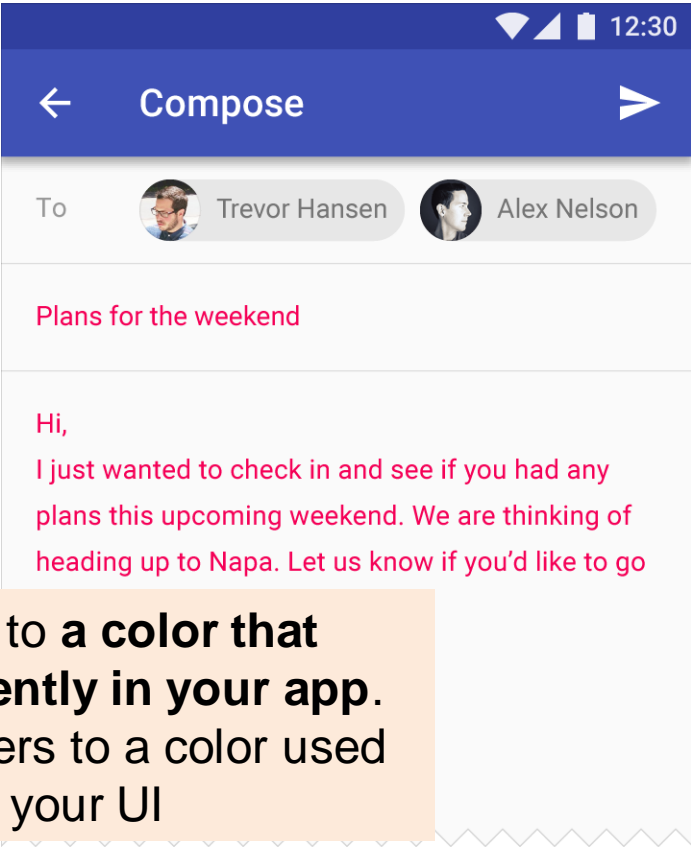 12:30
Compose
To Trevor Hansen Alex Nelson
Plans for the weekend
Hi,
I just wanted to check in and see if you had any
plans this upcoming weekend. We are thinking of
heading up to Napa. Let us know if you’d like to go
to a color that
ently in your app.
ers to a color used
your UI